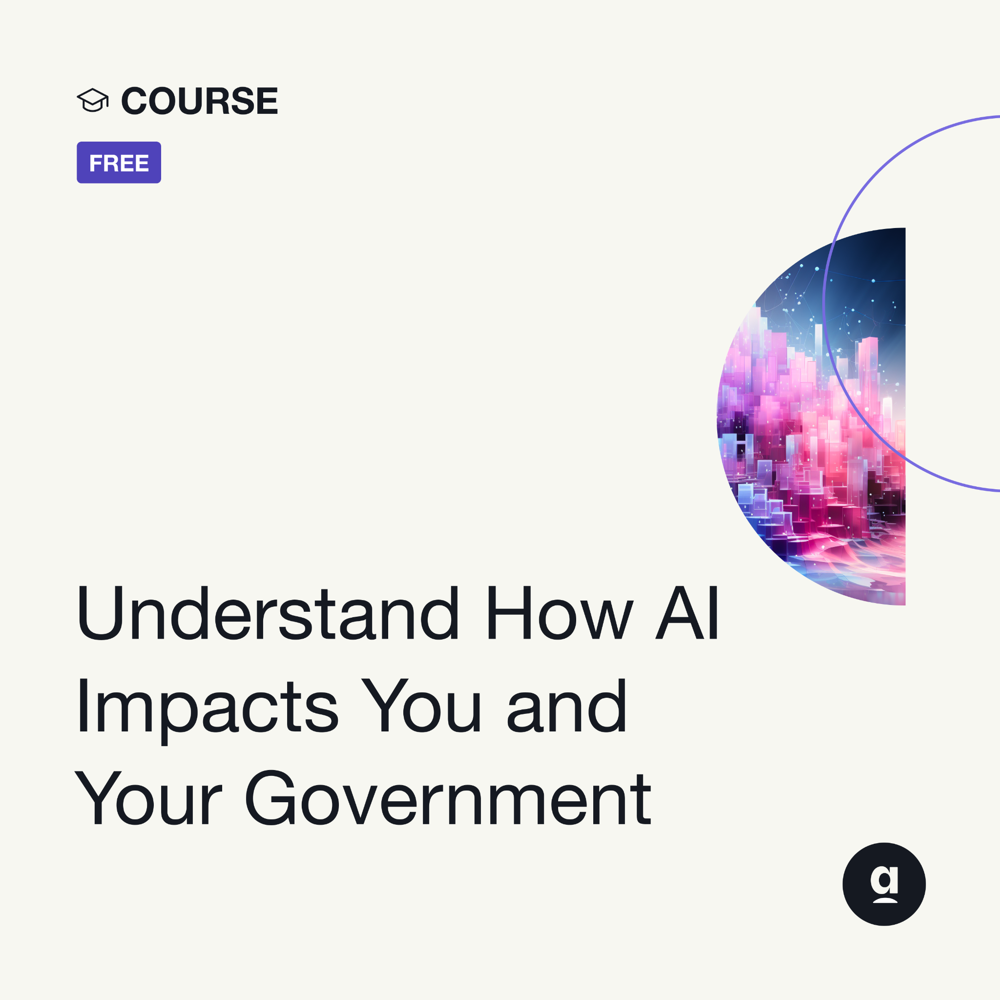 COURSE
FREE
Understand How AI
Impacts You and
Your Government
a